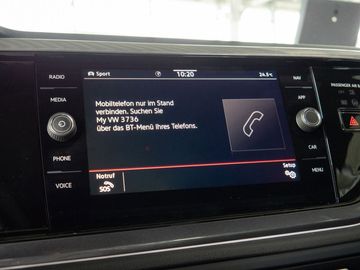 RADIO
MEDIA
PHONE
VOICE
Sport
10:20
24.5°C
Mobiltelefon nur im Stand
verbinden. Suchen Sie
My VW 3736
über das BT-Menü Ihres Telefons.
Notruf
SOS
Setup
NAV
APP
CAR
MENU
PASSENGER AIR B